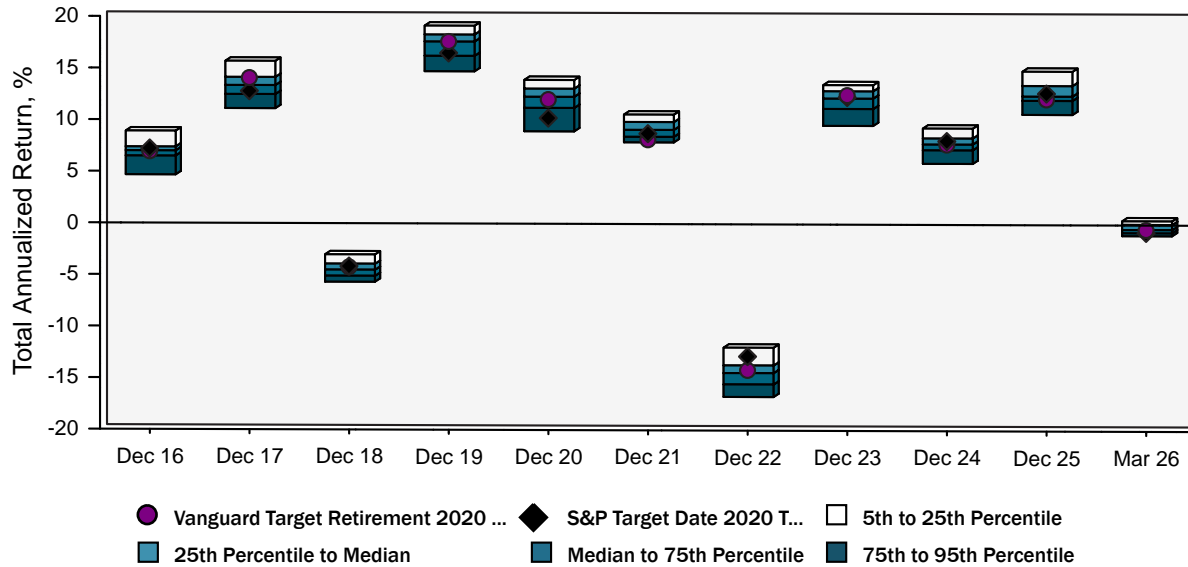 Total Annualized Return, %
20
15
10
5
0
-5
-10
-15
-20
Dec 16 Dec 17 Dec 18 Dec 19 Dec 20 Dec 21 Dec 22 Dec 23 Dec 24 Dec 25 Mar 26
Vanguard Target Retirement 2020 ... S&P Target Date 2020 T... 5th to 25th Percentile
25th Percentile to Median Median to 75th Percentile 75th to 95th Percentile